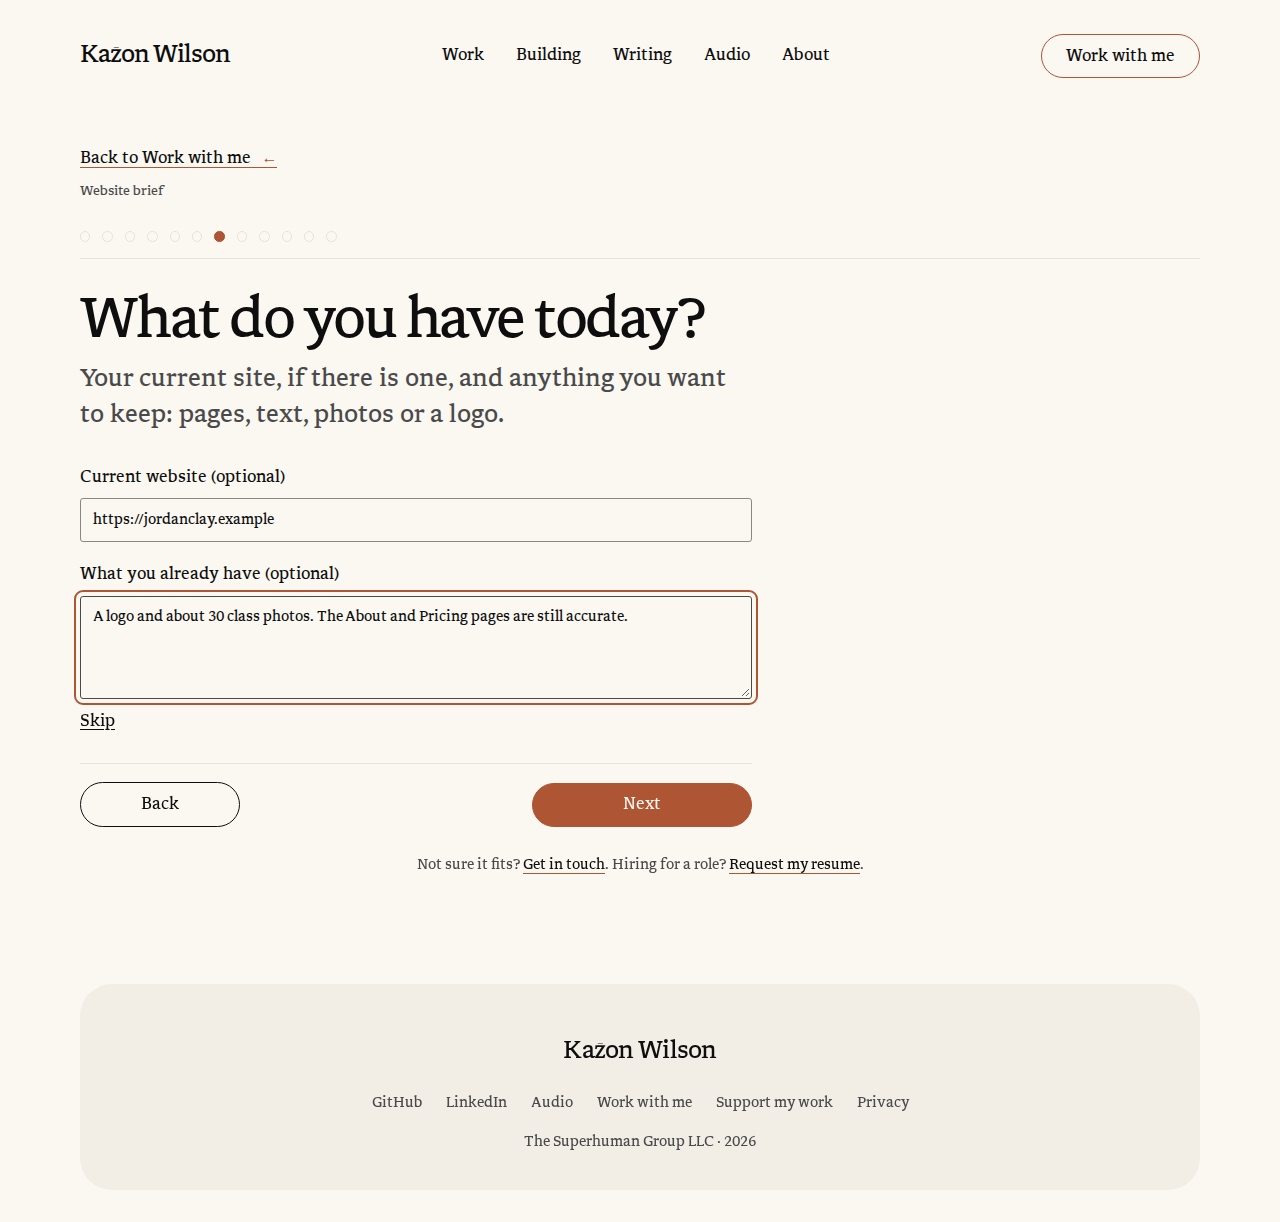 Kazōn Wilson
Work
Building
Writing
Audio
About
Work with me
Back to Work with me ←
Website brief
What do you have today?
Your current site, if there is one, and anything you want
to keep: pages, text, photos or a logo.
Current website (optional)
https://jordanclay.example
What you already have (optional)
A logo and about 30 class photos. The About and Pricing pages are still accurate.
Skip
Back
Next
Not sure it fits? Get in touch. Hiring for a role? Request my resume.
Kazōn Wilson
GitHub
LinkedIn
Audio
Work with me
Support my work
Privacy
The Superhuman Group LLC · 2026